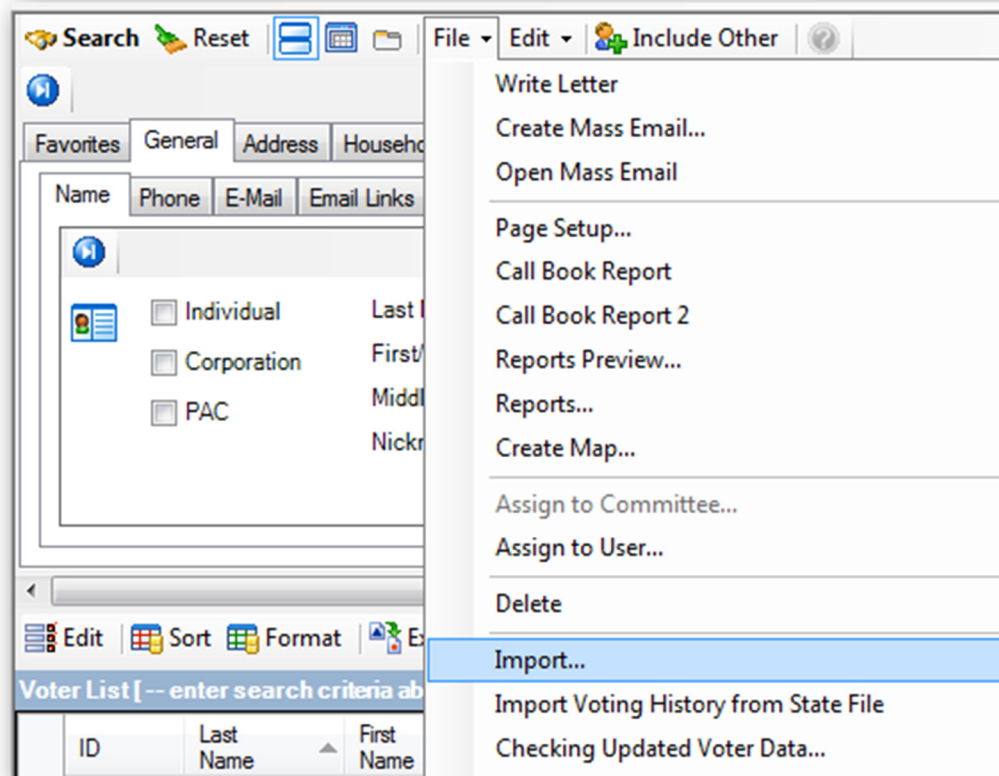 Search Reset File Edit Include Other
Write Letter
Create Mass Email...
Open Mass Email
Page Setup...
Call Book Report
Call Book Report 2
Reports Preview...
Reports...
Create Map...
Assign to Committee...
Assign to User...
Delete
Import...
Import Voting History from State File
Checking Updated Voter Data...
Favorites General Address
Name Phone E-Mail Email Links
Individual Last
Corporation
PAC
Edit Sort Format
Voter List [ -- enter search criteria
ID Last Name First Name